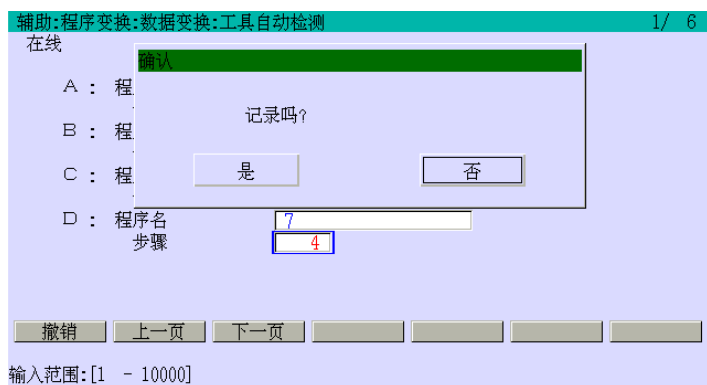 辅助:程序变换:数据变换:工具自动检测 1/ 6
在线
确认
记录吗?
是 否
A : 程
B : 程
C : 程
D : 程序名 7
步骤 4
撤销 上一页 下一页
输入范围:[1 - 10000]